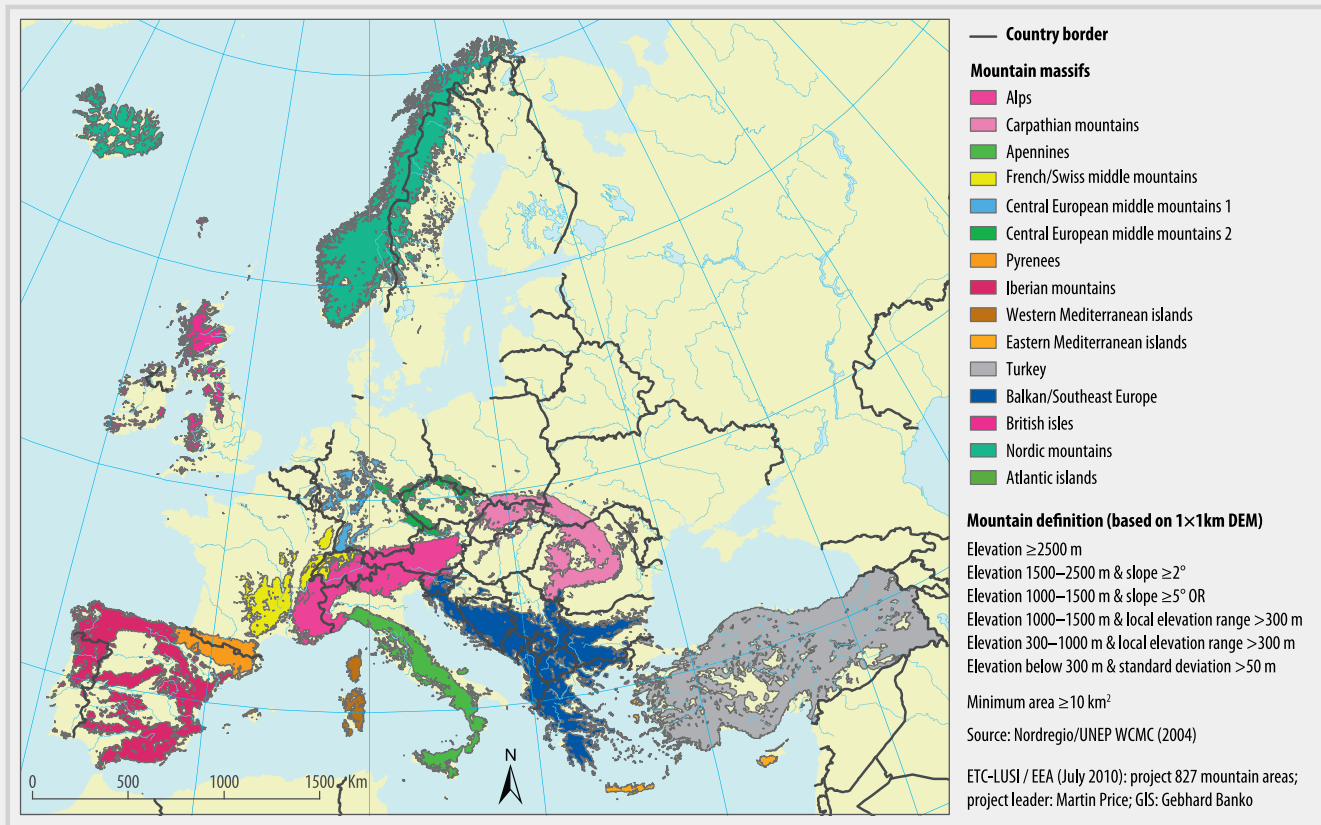 Country border
Mountain massifs
Alps
Carpathian mountains
Apennines
French/Swiss middle mountains
Central European middle mountains 1
Central European middle mountains 2
Pyrenees
Iberian mountains
Western Mediterranean islands
Eastern Mediterranean islands
Turkey
Balkan/Southeast Europe
British isles
Nordic mountains
Atlantic islands
Mountain definition (based on 1×1km DEM)
Elevation ≥2500 m
Elevation 1500–2500 m & slope ≥2°
Elevation 1000–1500 m & slope ≥5° OR
Elevation 1000–1500 m & local elevation range >300 m
Elevation 300–1000 m & local elevation range >300 m
Elevation below 300 m & standard deviation >50 m
Minimum area ≥10 km²
Source: Nordregio/UNEP WCMC (2004)
ETC-LUSI / EEA (July 2010): project 827 mountain areas;
project leader: Martin Price; GIS: Gebhard Banko
N
0 500 1000 1500 Km